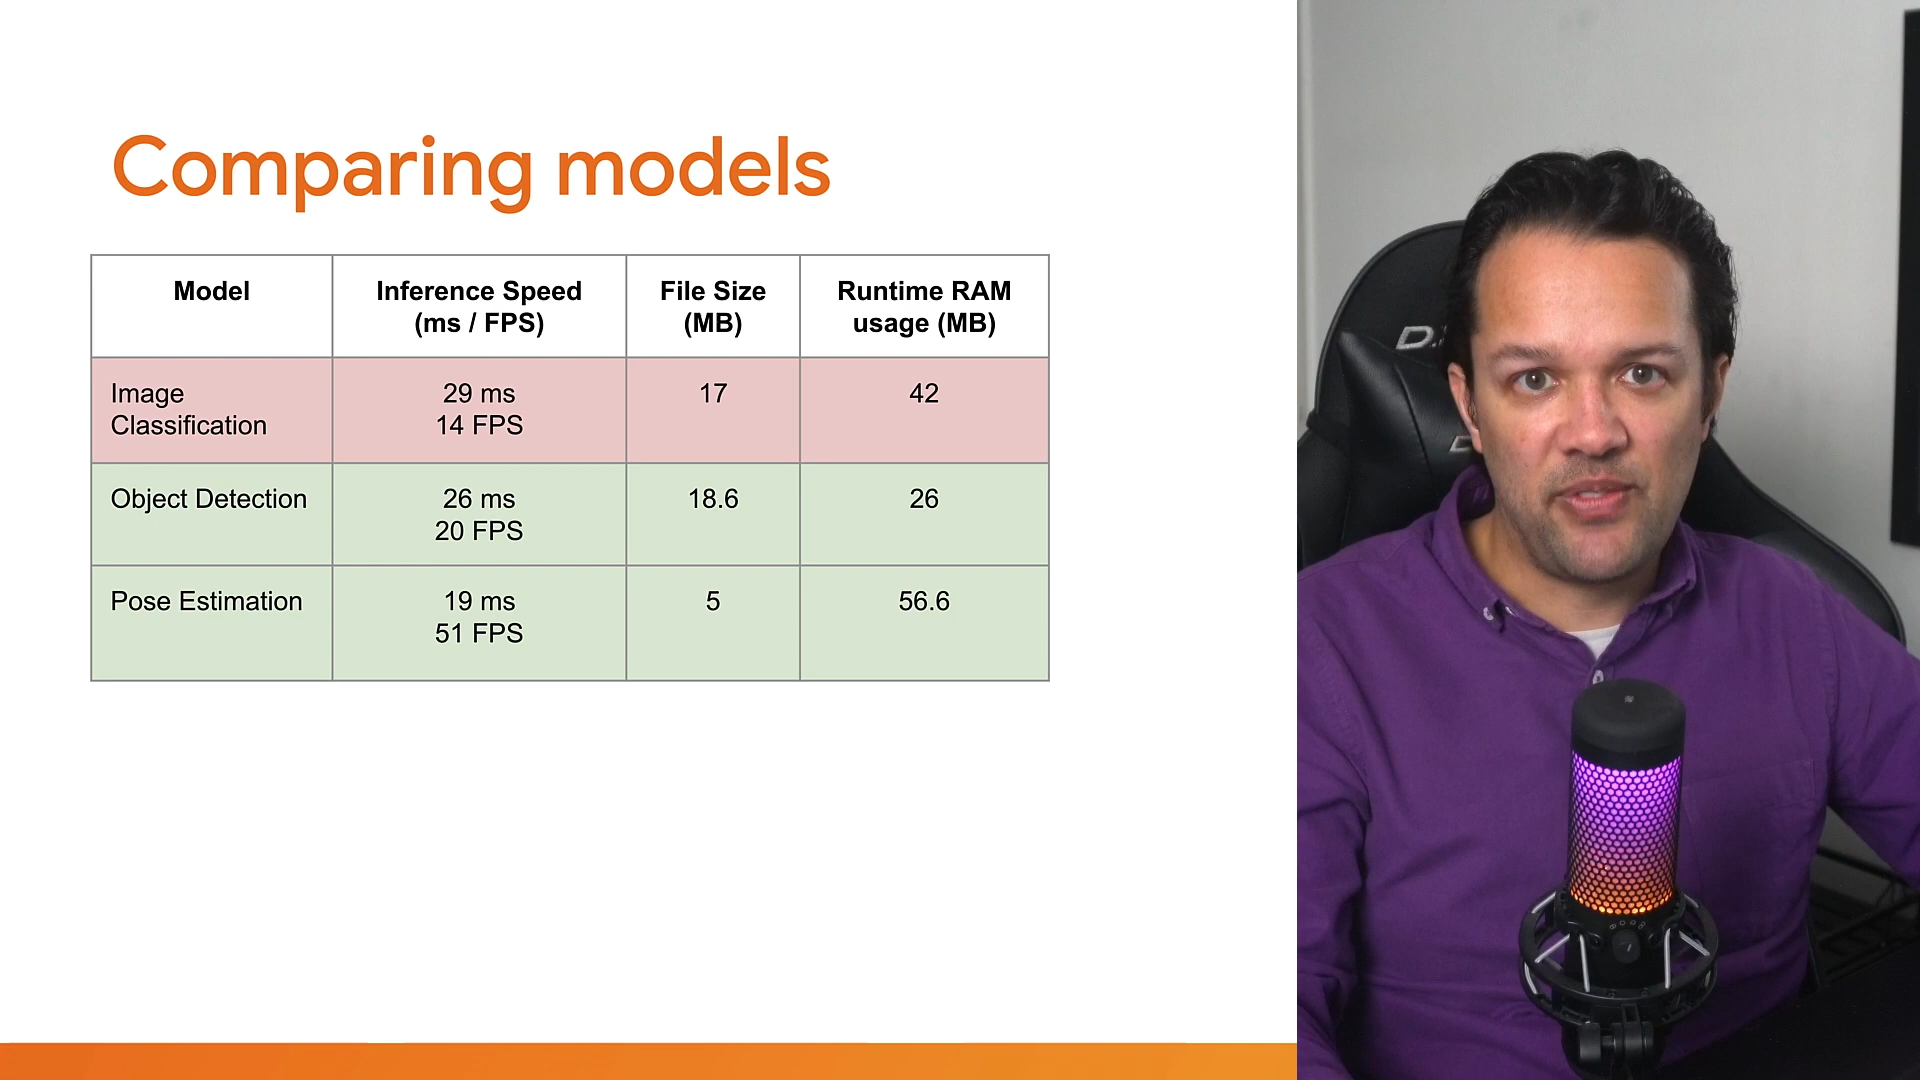 Comparing models
Model
Inference Speed
(ms / FPS)
File Size
(MB)
Runtime RAM
usage (MB)
Image
Classification
29 ms
14 FPS
17
42
Object Detection
26 ms
20 FPS
18.6
26
Pose Estimation
19 ms
51 FPS
5
56.6